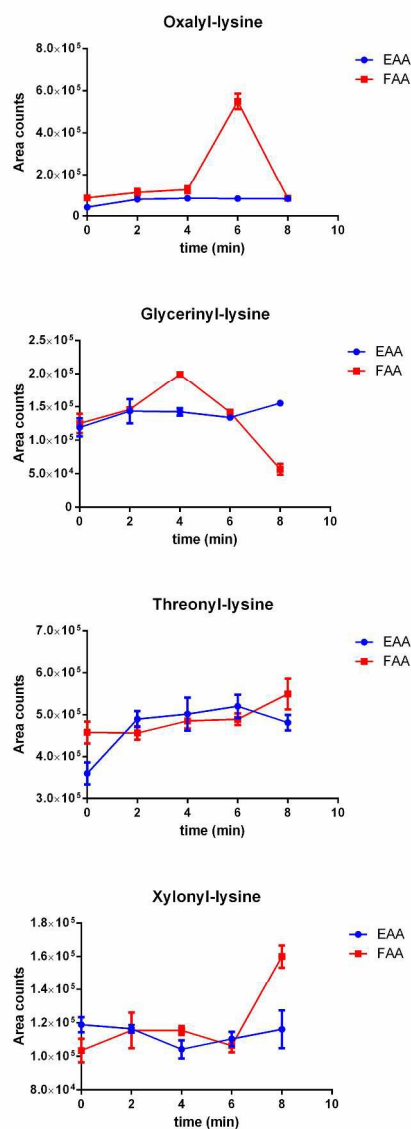 Oxalyl-lysine
8.0×10⁵
6.0×10⁵
4.0×10⁵
2.0×10⁵
0
Area counts
0 2 4 6 8 10
time (min)
EAA
FAA
Glycerinyl-lysine
2.5×10⁵
2.0×10⁵
1.5×10⁵
1.0×10⁵
5.0×10⁴
0
Area counts
0 2 4 6 8 10
time (min)
EAA
FAA
Threonyl-lysine
7.0×10⁵
6.0×10⁵
5.0×10⁵
4.0×10⁵
3.0×10⁵
Area counts
0 2 4 6 8 10
time (min)
EAA
FAA
Xylonyl-lysine
1.8×10⁵
1.6×10⁵
1.4×10⁵
1.2×10⁵
1.0×10⁵
8.0×10⁴
Area counts
0 2 4 6 8 10
time (min)
EAA
FAA